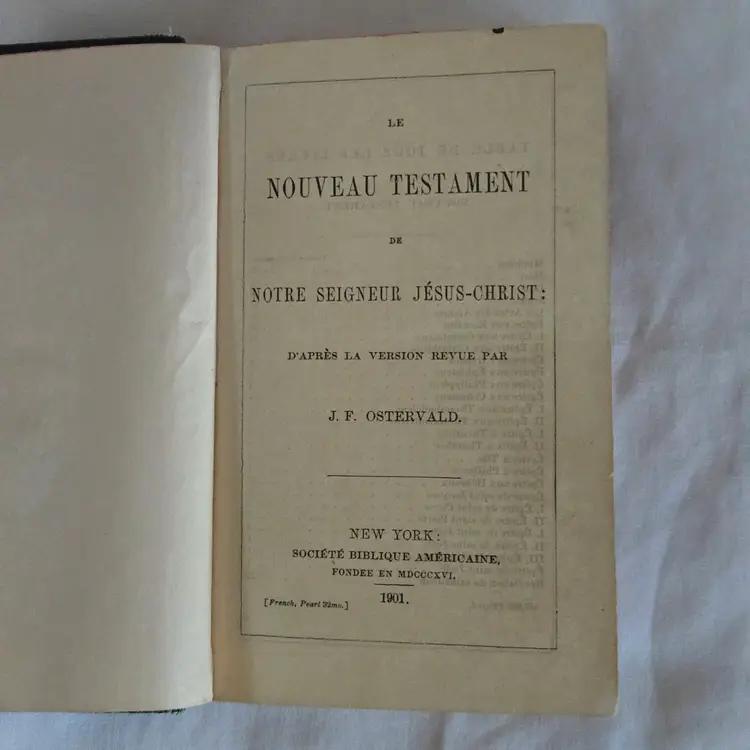 LE
NOUVEAU TESTAMENT
DE
NOTRE SEIGNEUR JÉSUS-CHRIST:
D'APRÈS LA VERSION REVUE PAR
J. F. OSTERVALD.
NEW YORK:
SOCIÉTÉ BIBLIQUE AMÉRICAINE,
FONDEE EN MDCCCXVI.
1901.
[French, Pearl 32mo.]